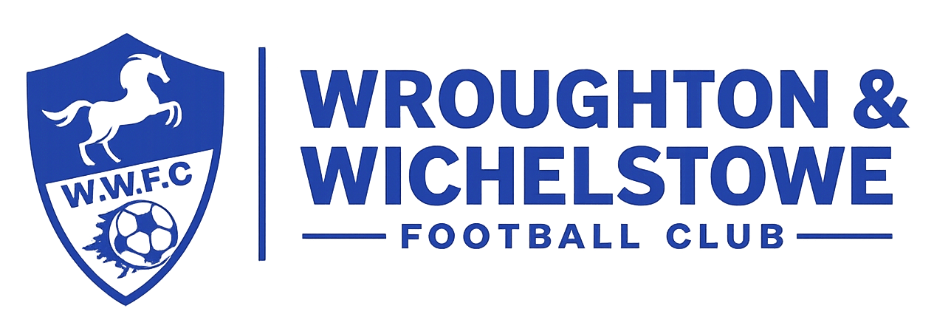 W.W.F.C
WROUGHTON &
WICHELSTOWE
FOOTBALL CLUB